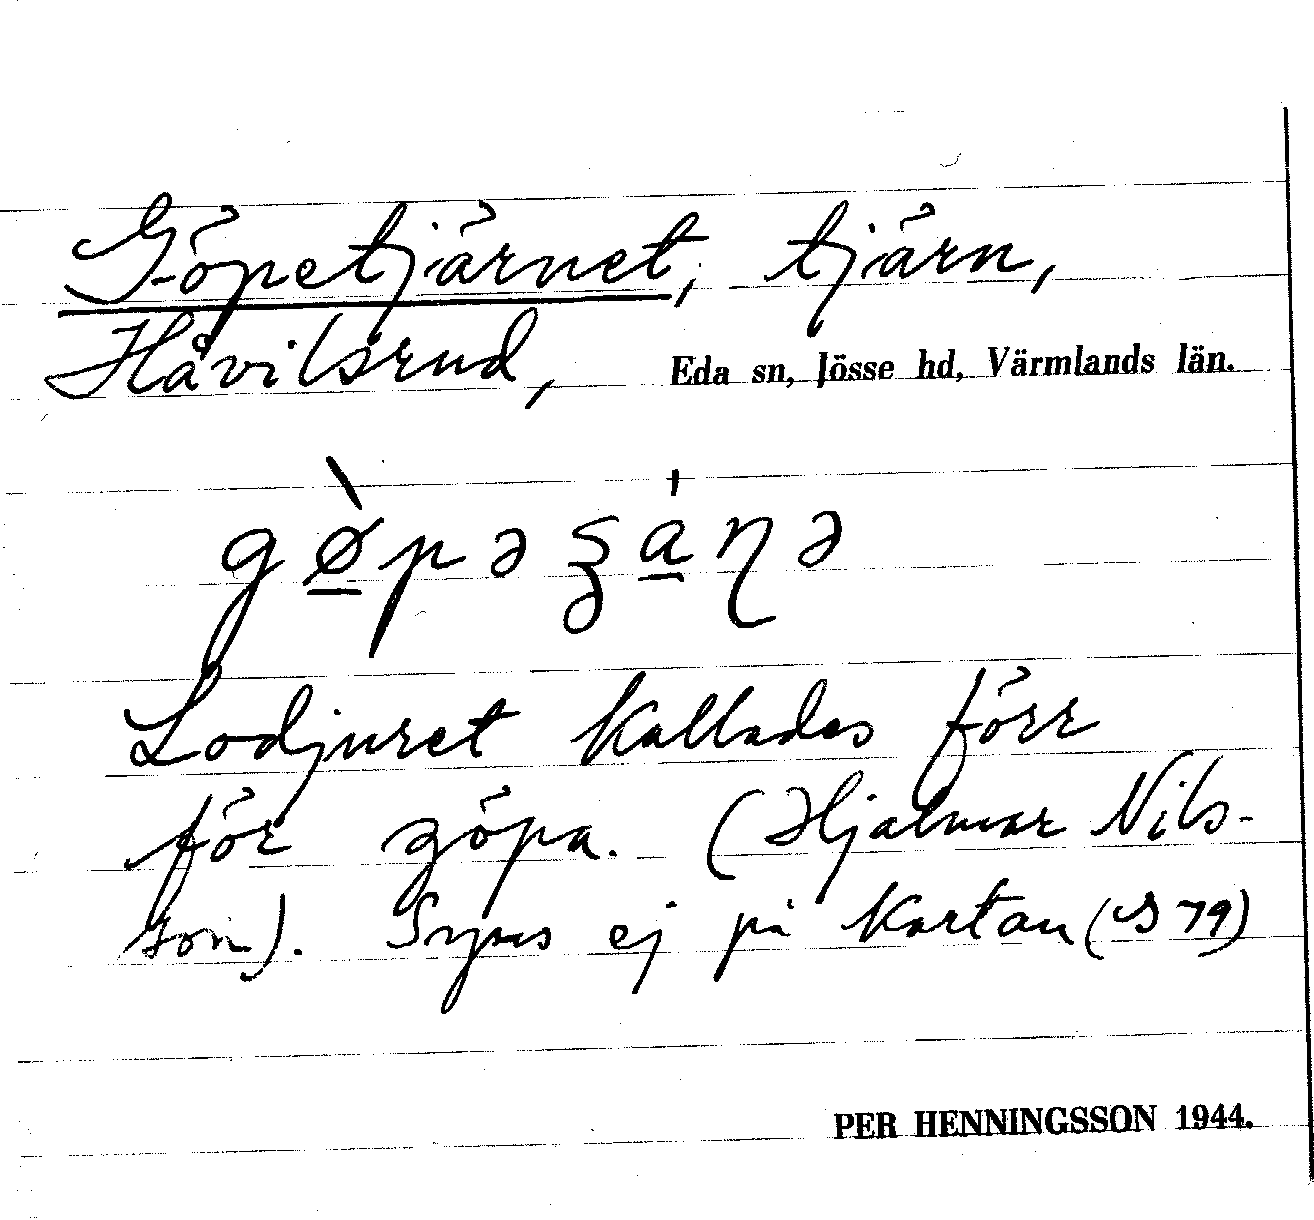 Göpetjärnet, tjärn,
Håvilsrud, Eda sn, Jösse hd, Värmlands län.
gø̀pəʂáɳə
Lodjuret kallades förr
för göpa. (Hjalmar Nils-
son). Synes ej på kartan (S 79)
PER HENNINGSSON 1944.